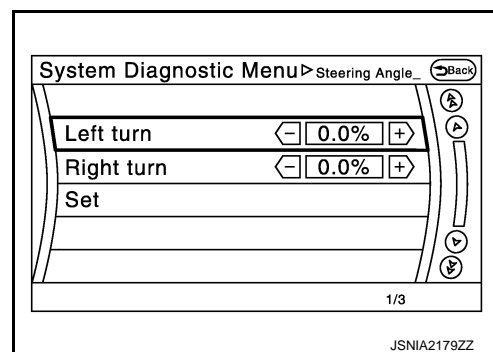 System Diagnostic Menu▷Steering Angle_ Back
Left turn − 0.0% +
Right turn − 0.0% +
Set
1/3
JSNIA2179ZZ